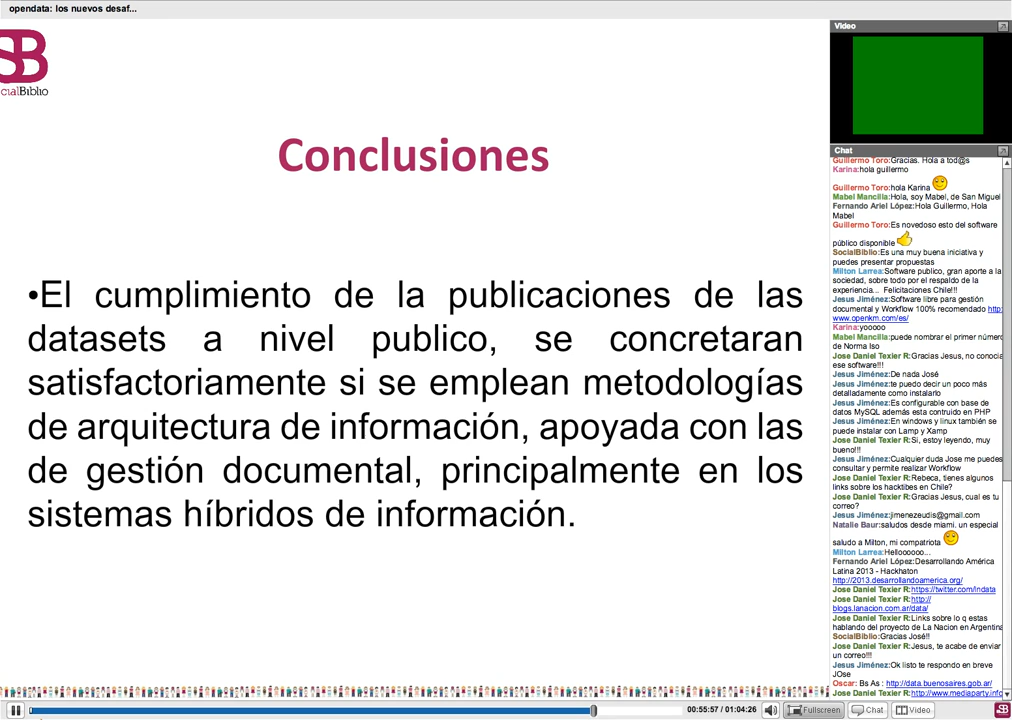 opendata: los nuevos desaf...
SB
cialBiblio
Conclusiones
•El cumplimiento de la publicaciones de las
datasets a nivel publico, se concretaran
satisfactoriamente si se emplean metodologías
de arquitectura de información, apoyada con las
de gestión documental, principalmente en los
sistemas híbridos de información.
Video
Chat
Guillermo Toro:Gracias. Hola a tod@s
Karina:hola guillermo
Guillermo Toro:hola Karina
Mabel Mancilla:Hola, soy Mabel, de San Miguel
Fernando Ariel López:Hola Guillermo, Hola
Mabel
Guillermo Toro:Es novedoso esto del software
público disponible
SocialBiblio:Es una muy buena iniciativa y
puedes presentar propuestas
Milton Larrea:Software publico, gran aporte a la
sociedad, sobre todo por el respaldo de la
experiencia... Felicitaciones Chile!!!
Jesus Jiménez:Software libre para gestión
documental y Workflow 100% recomendado http:
www.openkm.com/es/
Karina:yooooo
Mabel Mancilla:puede nombrar el primer número
de Norma Iso
Jose Daniel Texier R:Gracias Jesus, no conocia
ese software!!!
Jesus Jiménez:De nada José
Jesus Jiménez:te puedo decir un poco más
detalladamente como instalarlo
Jesus Jiménez:Es configurable con base de
datos MySQL además esta contruido en PHP
Jesus Jiménez:En windows y linux también se
puede instalar con Lamp y Xamp
Jose Daniel Texier R:Si, estoy leyendo, muy
bueno!!!
Jesus Jiménez:Cualquier duda Jose me puedes
consultar y permite realizar Workflow
Jose Daniel Texier R:Rebeca, tienes algunos
links sobre los hacktibes en Chile?
Jose Daniel Texier R:Gracias Jesus, cual es tu
correo?
Jesus Jiménez:jimenezeudis@gmail.com
Natalie Baur:saludos desde miami. un especial
saludo a Milton, mi compatriota
Milton Larrea:Helloooooo...
Fernando Ariel López:Desarrollando América
Latina 2013 - Hackhaton
http://2013.desarrollandoamerica.org/
Jose Daniel Texier R:https://twitter.com/lndata
Jose Daniel Texier R:http://
blogs.lanacion.com.ar/data/
Jose Daniel Texier R:Links sobre lo q estas
hablando del proyecto de La Nacion en Argentina
SocialBiblio:Gracias José!!
Jose Daniel Texier R:Jesus, te acabe de enviar
un correo!!!
Jesus Jiménez:Ok listo te respondo en breve
JOse
Oscar: Bs As : http://data.buenosaires.gob.ar/
Jose Daniel Texier R:http://www.mediaparty.info
00:55:57 / 01:04:26
Fullscreen
Chat
Video
SB